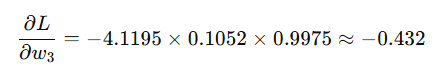 ∂L/∂w₃ = −4.1195 × 0.1052 × 0.9975 ≈ −0.432